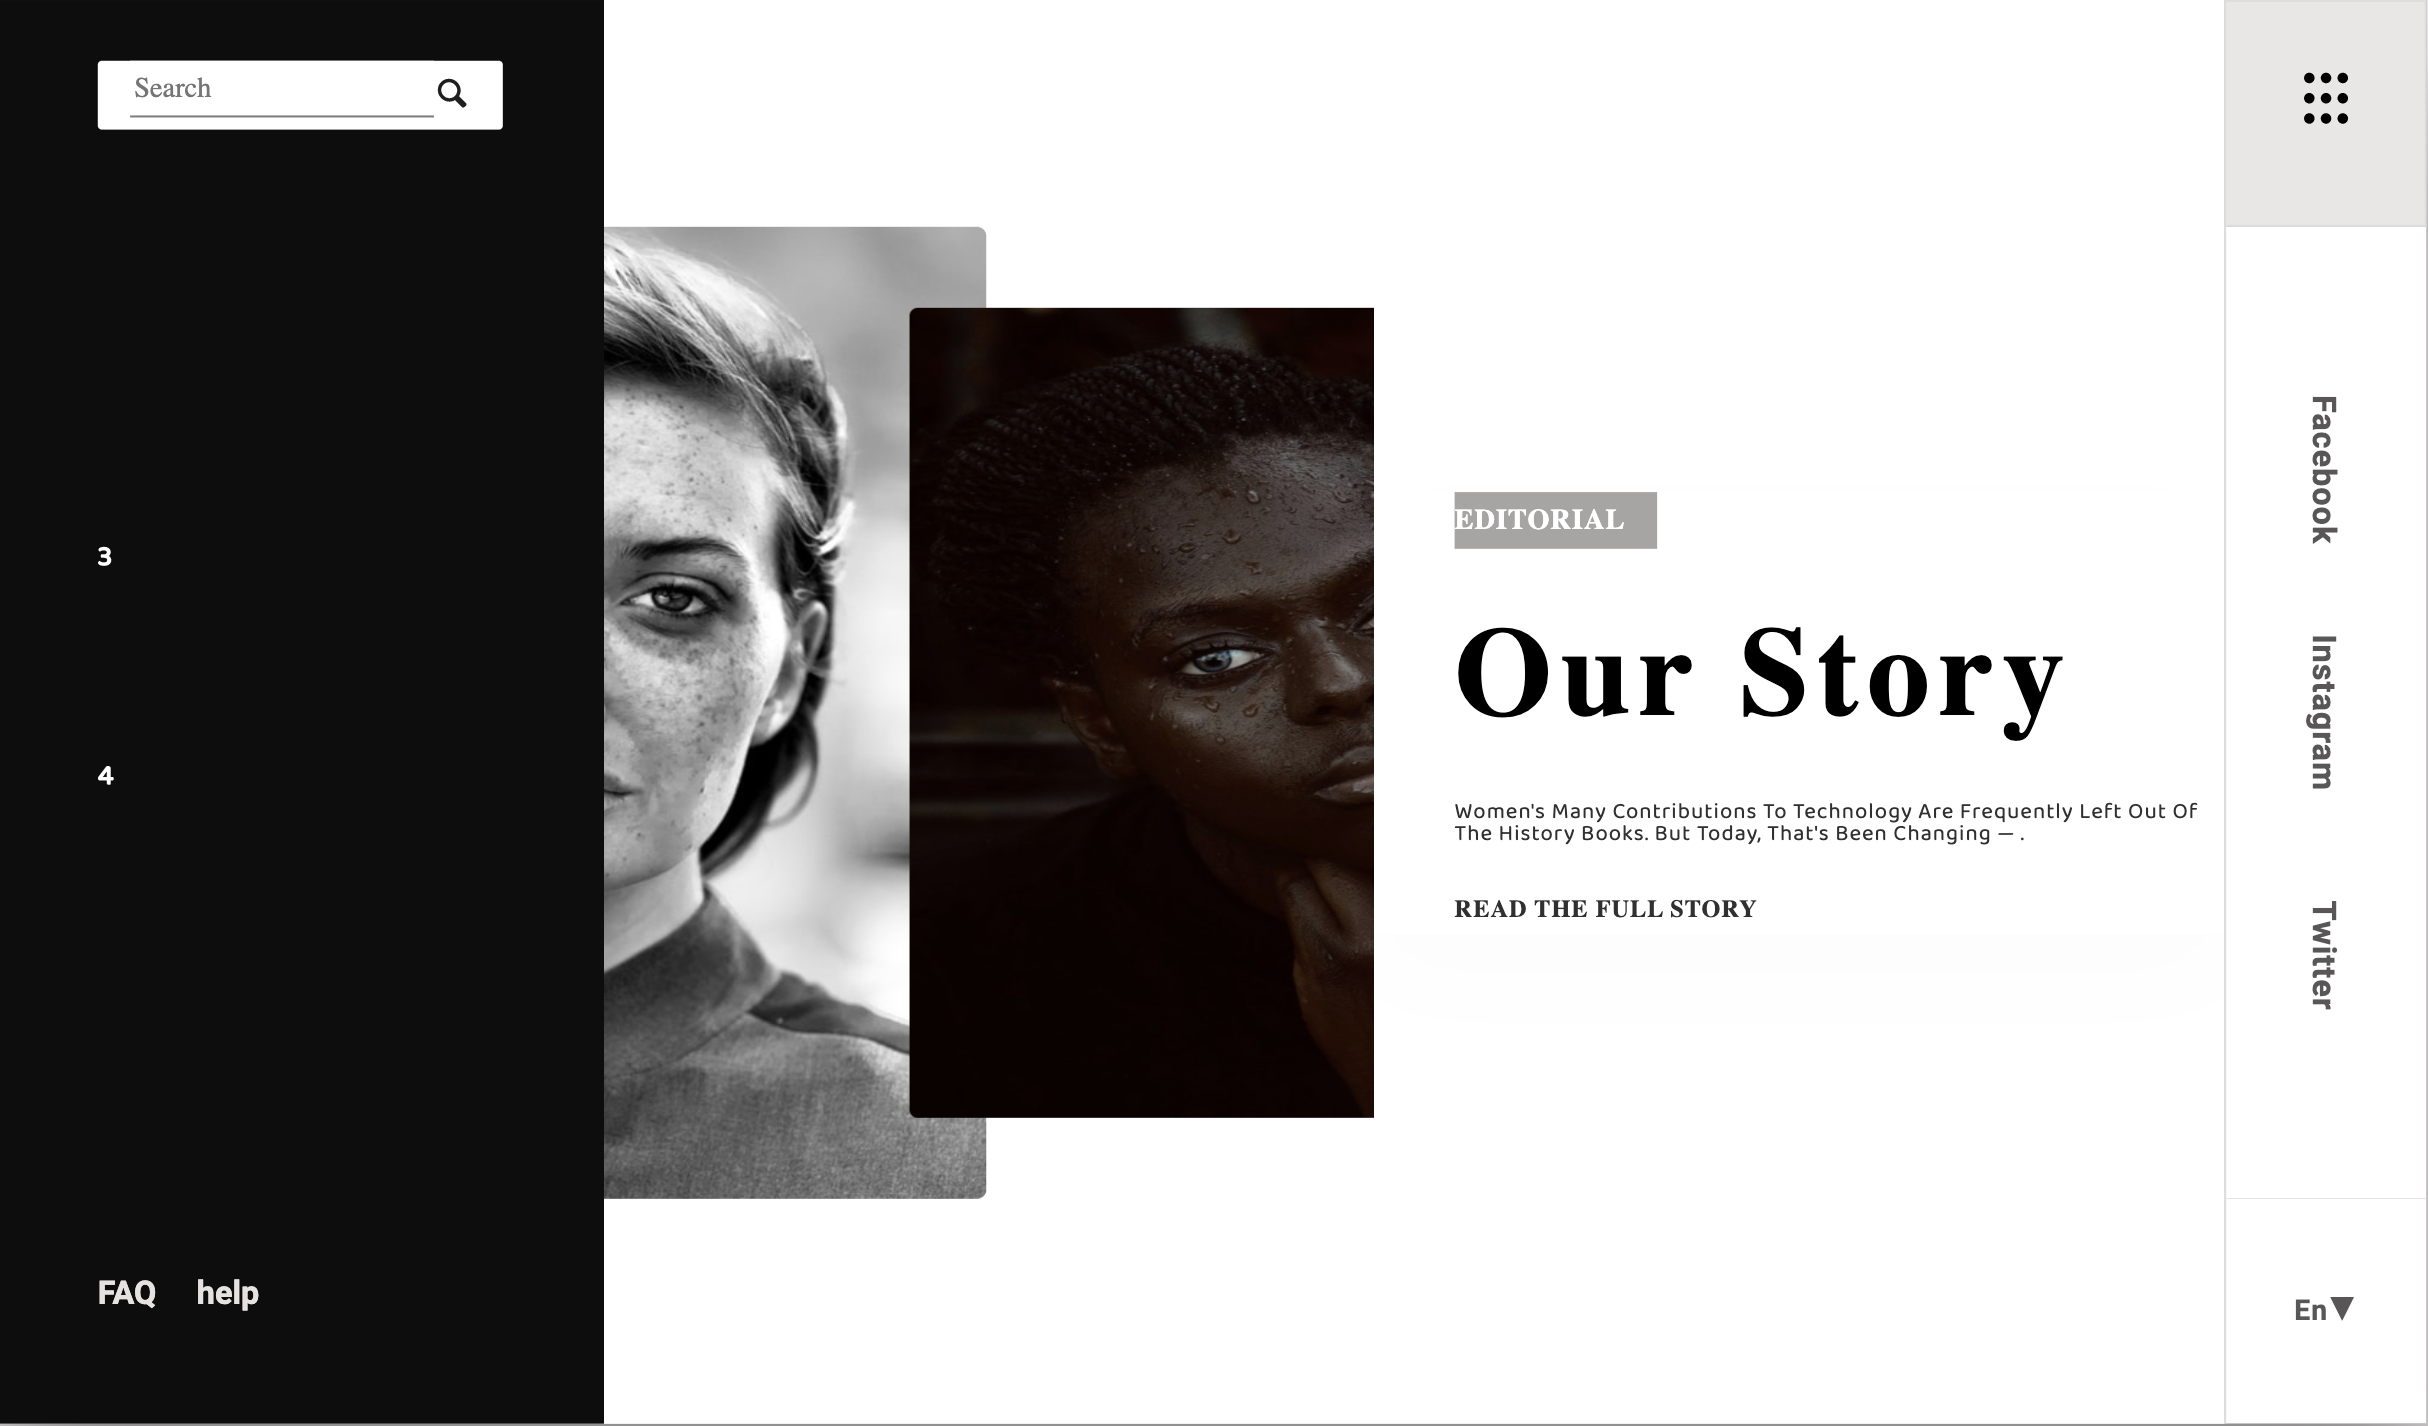 Search
3
4
FAQ help
EDITORIAL
Our Story
Women's Many Contributions To Technology Are Frequently Left Out Of
The History Books. But Today, That's Been Changing — .
READ THE FULL STORY
Facebook
Instagram
Twitter
En▼